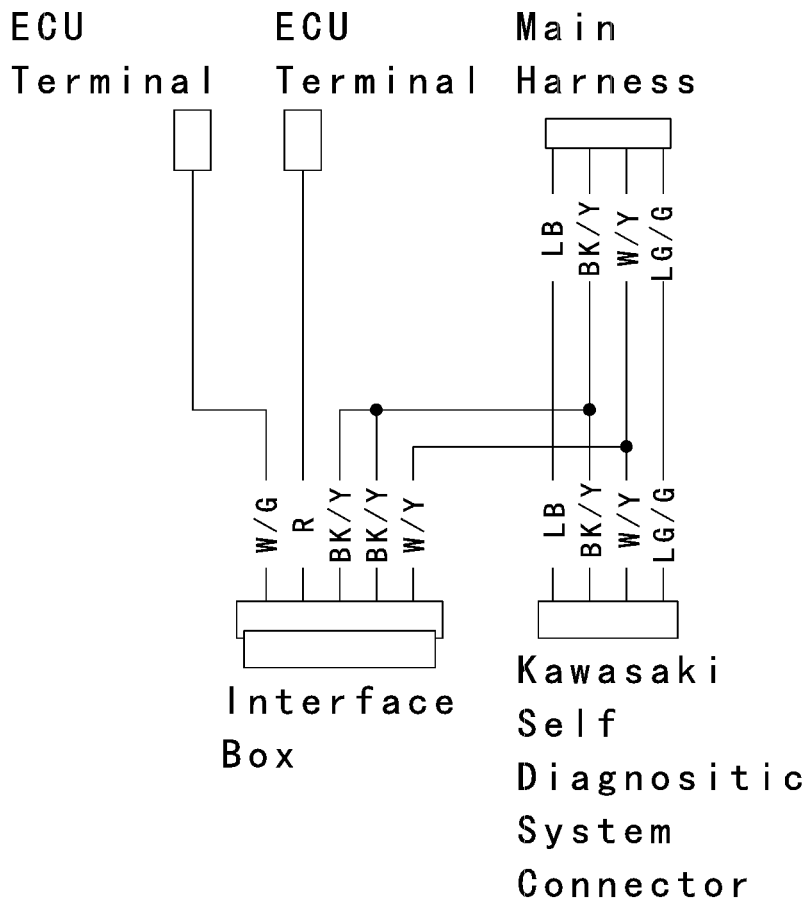 ECU
Terminal
ECU
Terminal
Main
Harness
LB
BK/Y
W/Y
LG/G
W/G
R
BK/Y
BK/Y
W/Y
LB
BK/Y
W/Y
LG/G
Interface
Box
Kawasaki
Self
Diagnositic
System
Connector